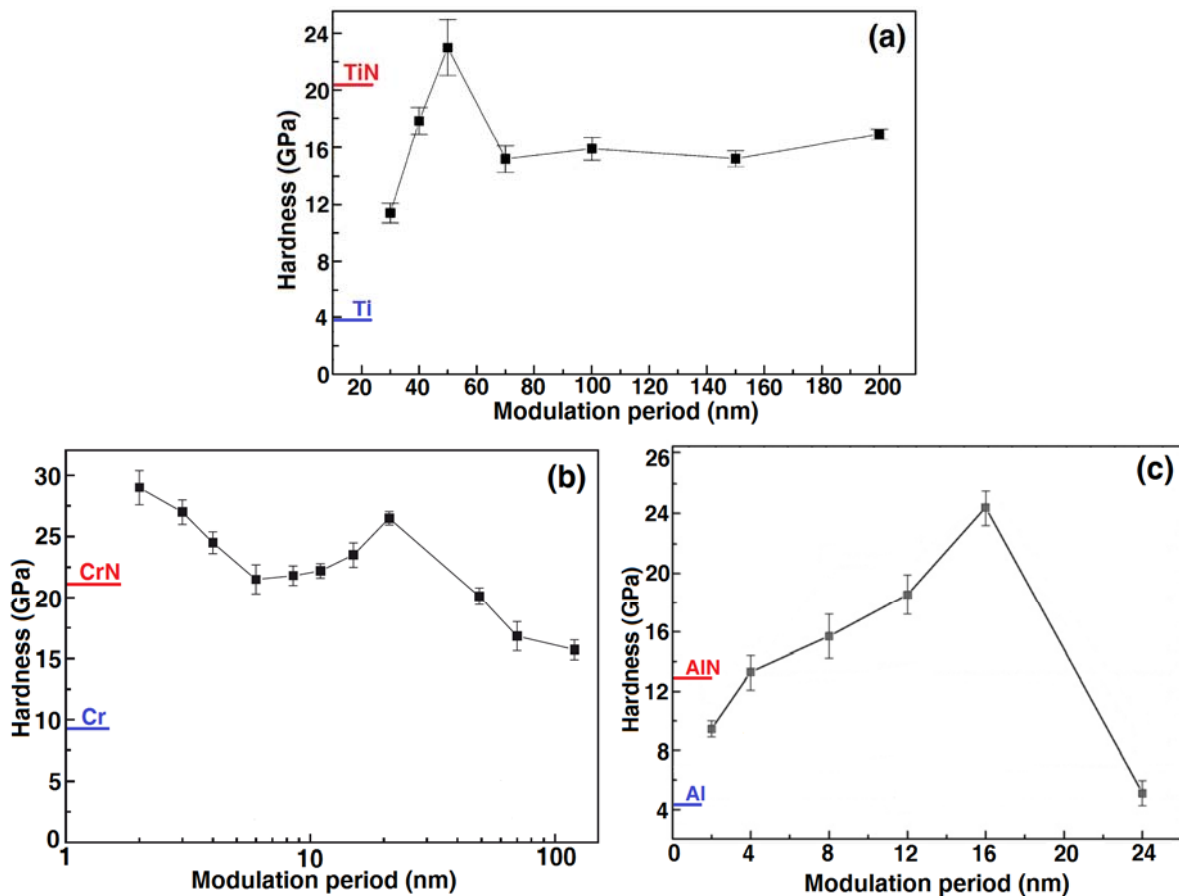 (a)
24
TiN
20
16
12
8
Ti
4
0
Hardness (GPa)
20 40 60 80 100 120 140 160 180 200
Modulation period (nm)
(b)
30
25
CrN
20
15
Cr
10
5
0
Hardness (GPa)
1 10 100
Modulation period (nm)
(c)
26
24
20
16
AlN
12
8
Al
4
Hardness (GPa)
0 4 8 12 16 20 24
Modulation period (nm)